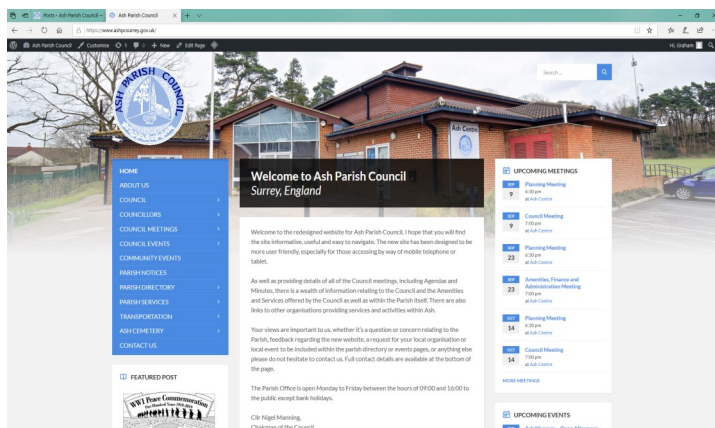 Posts ‹ Ash Parish Council —
Ash Parish Council
https://www.ashpcsurrey.gov.uk/
Ash Parish Council
Customise
1
0
New
Edit Page
Hi, Graham
ASH PARISH COUNCIL
Search ...
Ash Centre
HOME
ABOUT US
COUNCIL
COUNCILLORS
COUNCIL MEETINGS
COUNCIL EVENTS
COMMUNITY EVENTS
PARISH NOTICES
PARISH DIRECTORY
PARISH SERVICES
TRANSPORTATION
ASH CEMETERY
CONTACT US
FEATURED POST
WW1 Peace Commemoration
One Hundred Years 1919-2019
Welcome to Ash Parish Council
Surrey, England
Welcome to the redesigned website for Ash Parish Council. I hope that you will find
the site informative, useful and easy to navigate. The new site has been designed to be
more user friendly, especially for those accessing by way of mobile telephone or
tablet.
As well as providing details of all of the Council meetings, including Agendas and
Minutes, there is a wealth of information relating to the Council and the Amenities
and Services offered by the Council as well as within the Parish itself. There are also
links to other organisations providing services and activities within Ash.
Your views are important to us, whether it's a question or concern relating to the
Parish, feedback regarding the new website, a request for your local organisation or
local event to be included within the parish directory or events pages, or anything else
please do not hesitate to contact us. Full contact details are available at the bottom of
the page.
The Parish Office is open Monday to Friday between the hours of 09:00 and 16:00 to
the public except bank holidays.
Cllr Nigel Manning,
Chairman of the Council
UPCOMING MEETINGS
SEP
9
Planning Meeting
6:30 pm
at Ash Centre
SEP
9
Council Meeting
7:00 pm
at Ash Centre
SEP
23
Planning Meeting
6:30 pm
at Ash Centre
SEP
23
Amenities, Finance and
Administration Meeting
7:00 pm
at Ash Centre
OCT
14
Planning Meeting
6:30 pm
at Ash Centre
OCT
14
Council Meeting
7:00 pm
at Ash Centre
MORE MEETINGS
UPCOMING EVENTS